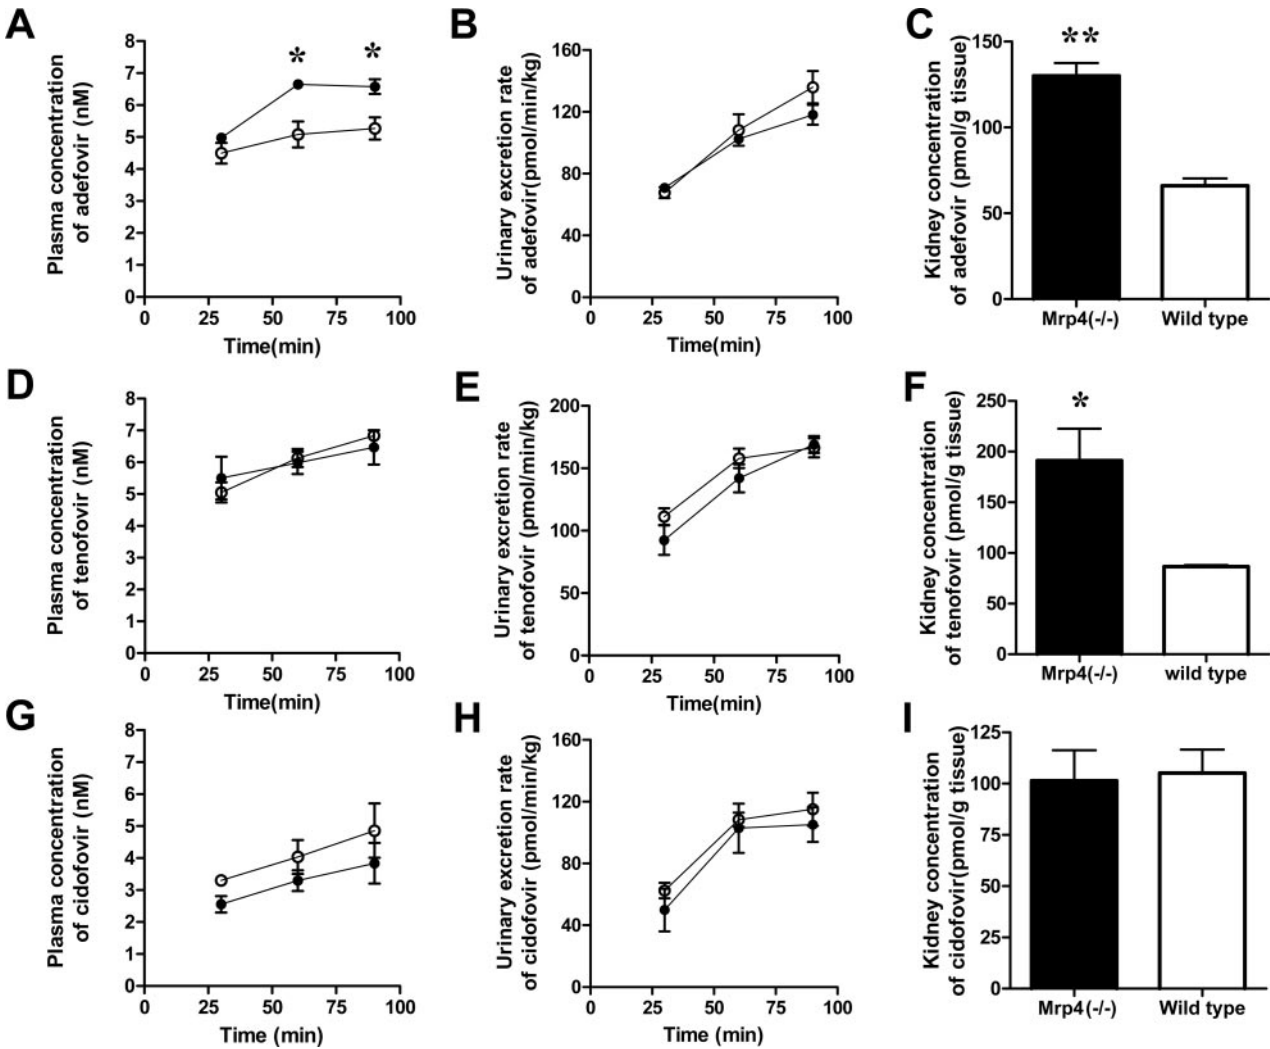 A
Plasma concentration
of adefovir (nM)
8
7
6
5
4
3
2
1
0
* *
0 25 50 75 100
Time(min)
B
Urinary excretion rate
of adefovir(pmol/min/kg)
160
120
80
40
0
0 25 50 75 100
Time(min)
C
Kidney concentration
of adefovir (pmol/g tissue)
150
100
50
0
**
Mrp4(-/-) Wild type
D
Plasma concentration
of tenofovir (nM)
8
7
6
5
4
3
2
1
0
0 25 50 75 100
Time(min)
E
Urinary excretion rate
of tenofovir (pmol/min/kg)
200
150
100
50
0
0 25 50 75 100
Time(min)
F
Kidney concentration
of tenofovir (pmol/g tissue)
250
200
150
100
50
0
*
Mrp4(-/-) wild type
G
Plasma concentration
of cidofovir (nM)
8
7
6
5
4
3
2
1
0
0 25 50 75 100
Time (min)
H
Urinary excretion rate
of cidofovir (pmol/min/kg)
160
120
80
40
0
0 25 50 75 100
Time (min)
I
Kidney concentration
of cidofovir(pmol/g tissue)
125
100
75
50
25
0
Mrp4(-/-) Wild type